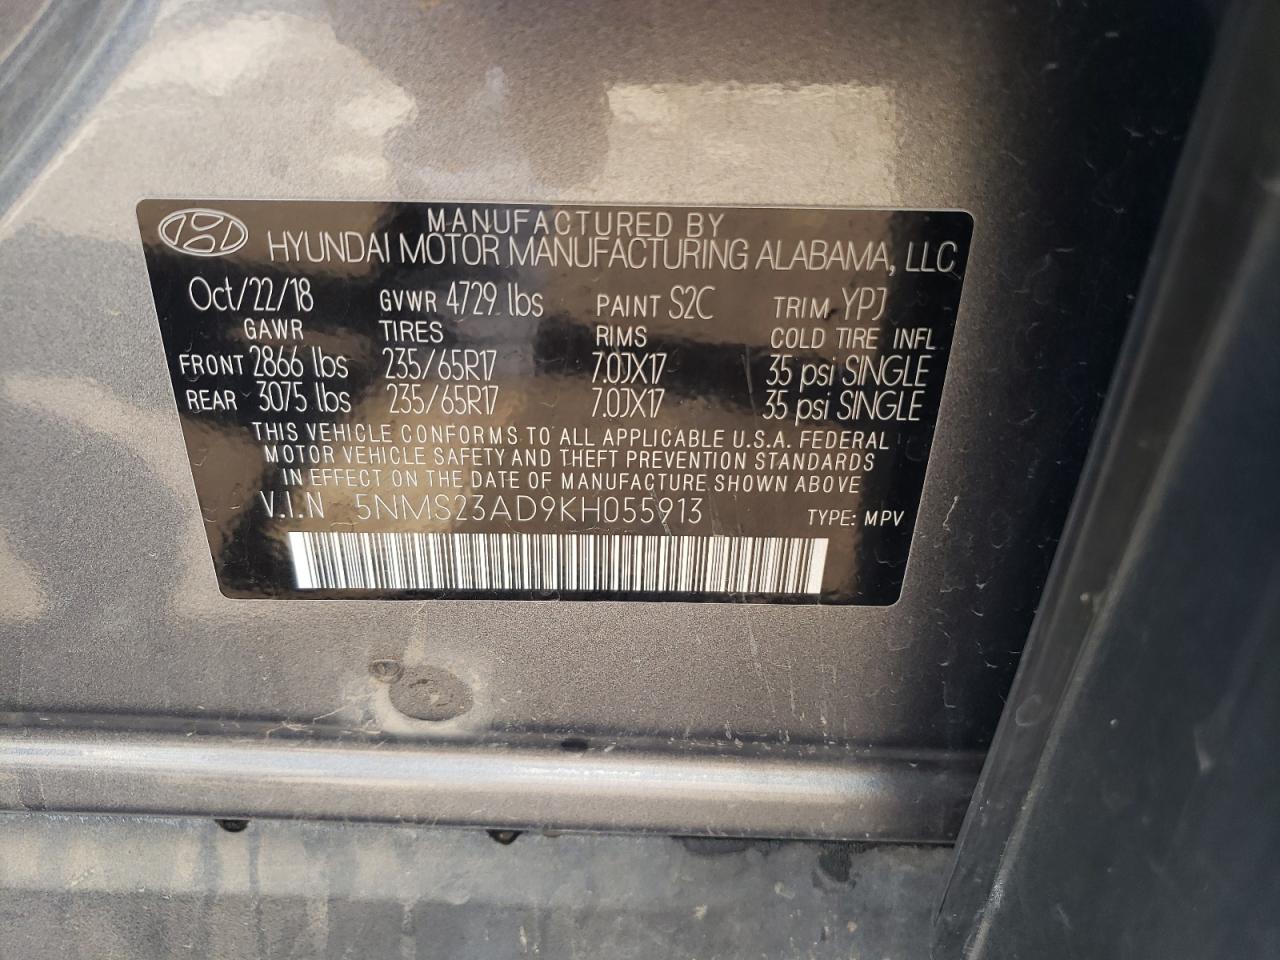 MANUFACTURED BY
HYUNDAI MOTOR MANUFACTURING ALABAMA, LLC
Oct/22/18 GVWR 4729 lbs PAINT S2C TRIM YPJ
GAWR TIRES RIMS COLD TIRE INFL
FRONT 2866 lbs 235/65R17 7.0JX17 35 psi SINGLE
REAR 3075 lbs 235/65R17 7.0JX17 35 psi SINGLE
THIS VEHICLE CONFORMS TO ALL APPLICABLE U.S.A. FEDERAL
MOTOR VEHICLE SAFETY AND THEFT PREVENTION STANDARDS
IN EFFECT ON THE DATE OF MANUFACTURE SHOWN ABOVE
V.I.N 5NMS23AD9KH055913 TYPE: MPV